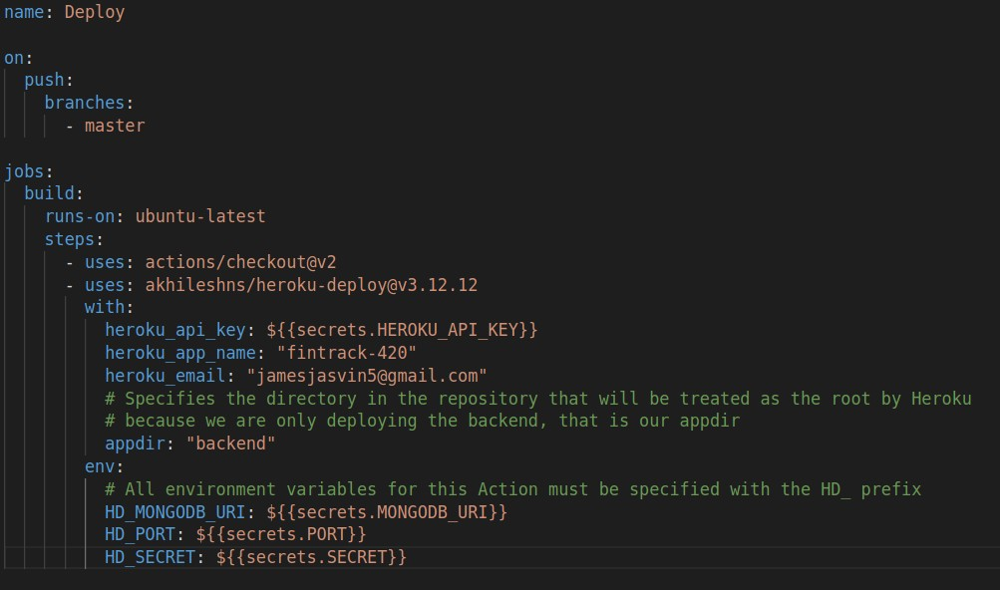 name: Deploy
on:
push:
branches:
- master
jobs:
build:
runs-on: ubuntu-latest
steps:
- uses: actions/checkout@v2
- uses: akhileshns/heroku-deploy@v3.12.12
with:
heroku_api_key: ${{secrets.HEROKU_API_KEY}}
heroku_app_name: "fintrack-420"
heroku_email: "jamesjasvin5@gmail.com"
# Specifies the directory in the repository that will be treated as the root by Heroku
# because we are only deploying the backend, that is our appdir
appdir: "backend"
env:
# All environment variables for this Action must be specified with the HD_ prefix
HD_MONGODB_URI: ${{secrets.MONGODB_URI}}
HD_PORT: ${{secrets.PORT}}
HD_SECRET: ${{secrets.SECRET}}